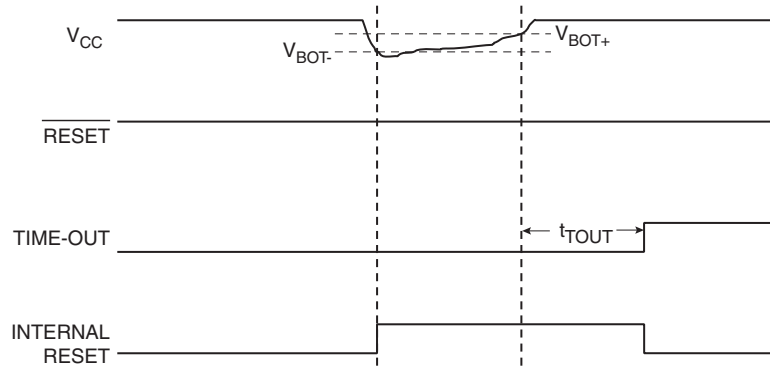 VCC
VBOT-
VBOT+
RESET
TIME-OUT
tTOUT
INTERNAL
RESET